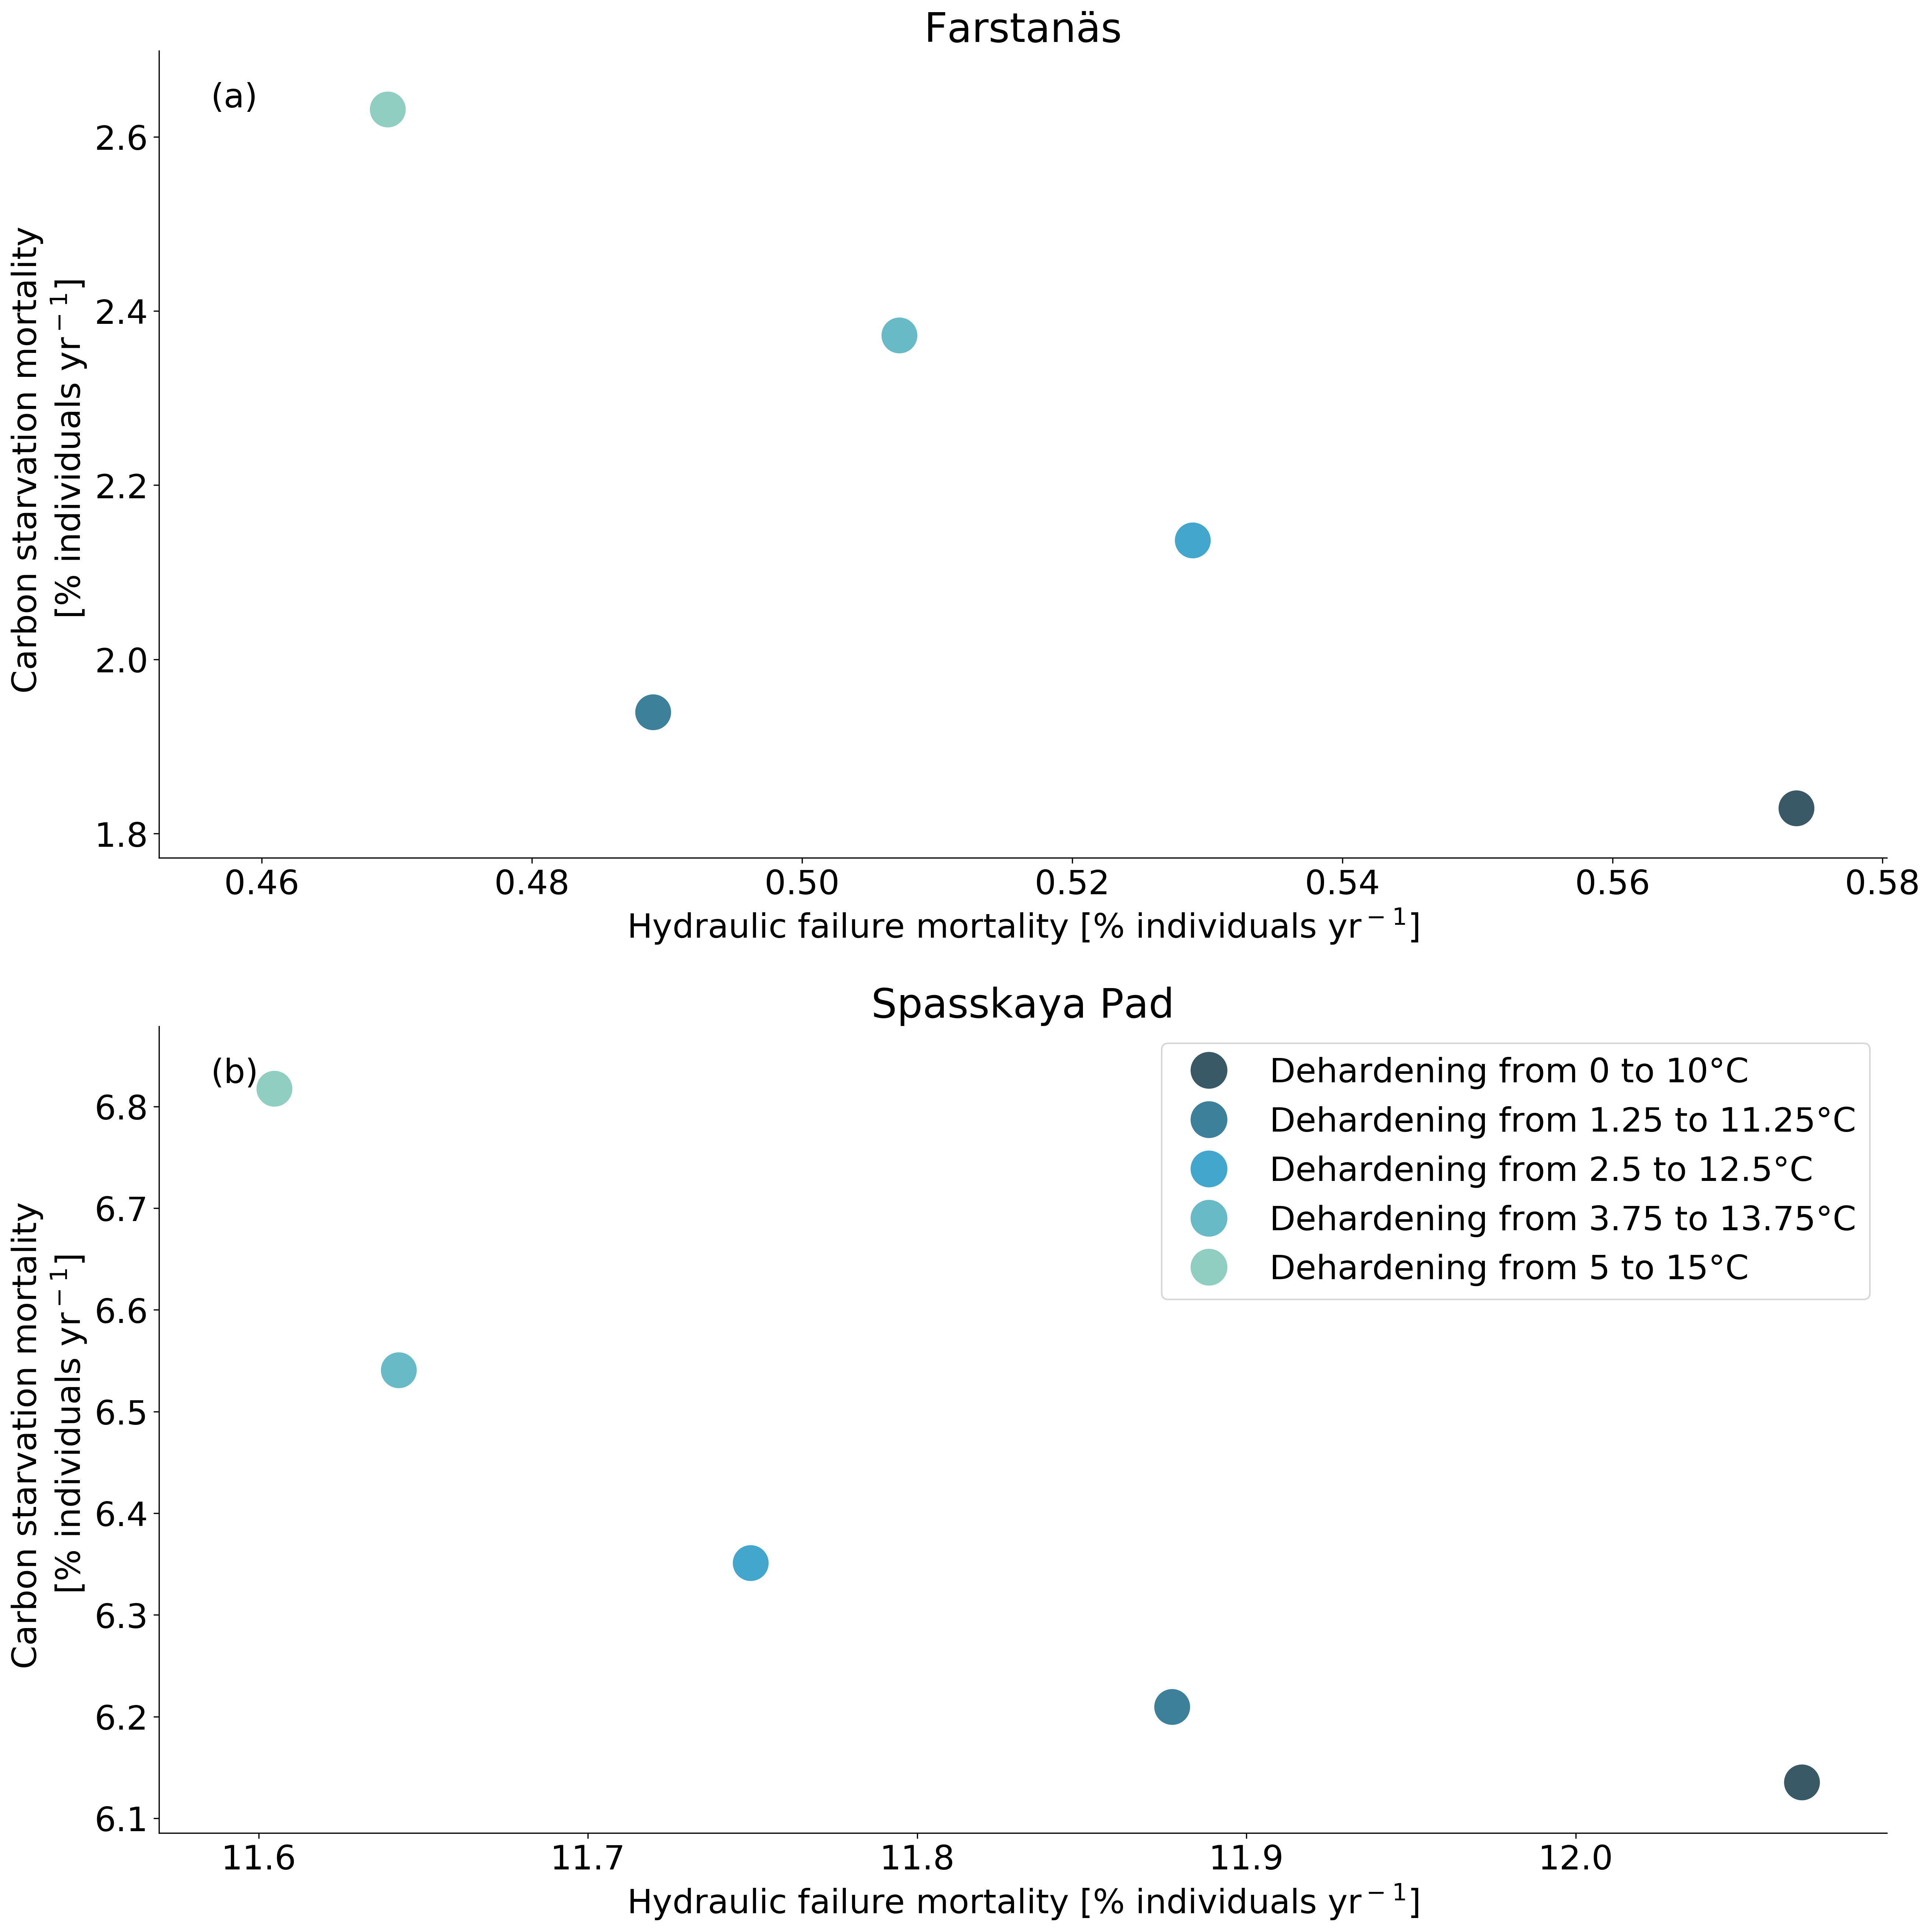 Farstanäs
(a)
2.6
2.4
2.2
2.0
1.8
Carbon starvation mortality
[% individuals yr⁻¹]
0.46 0.48 0.50 0.52 0.54 0.56 0.58
Hydraulic failure mortality [% individuals yr⁻¹]
Spasskaya Pad
(b)
Dehardening from 0 to 10°C
Dehardening from 1.25 to 11.25°C
Dehardening from 2.5 to 12.5°C
Dehardening from 3.75 to 13.75°C
Dehardening from 5 to 15°C
6.8
6.7
6.6
6.5
6.4
6.3
6.2
6.1
Carbon starvation mortality
[% individuals yr⁻¹]
11.6 11.7 11.8 11.9 12.0
Hydraulic failure mortality [% individuals yr⁻¹]